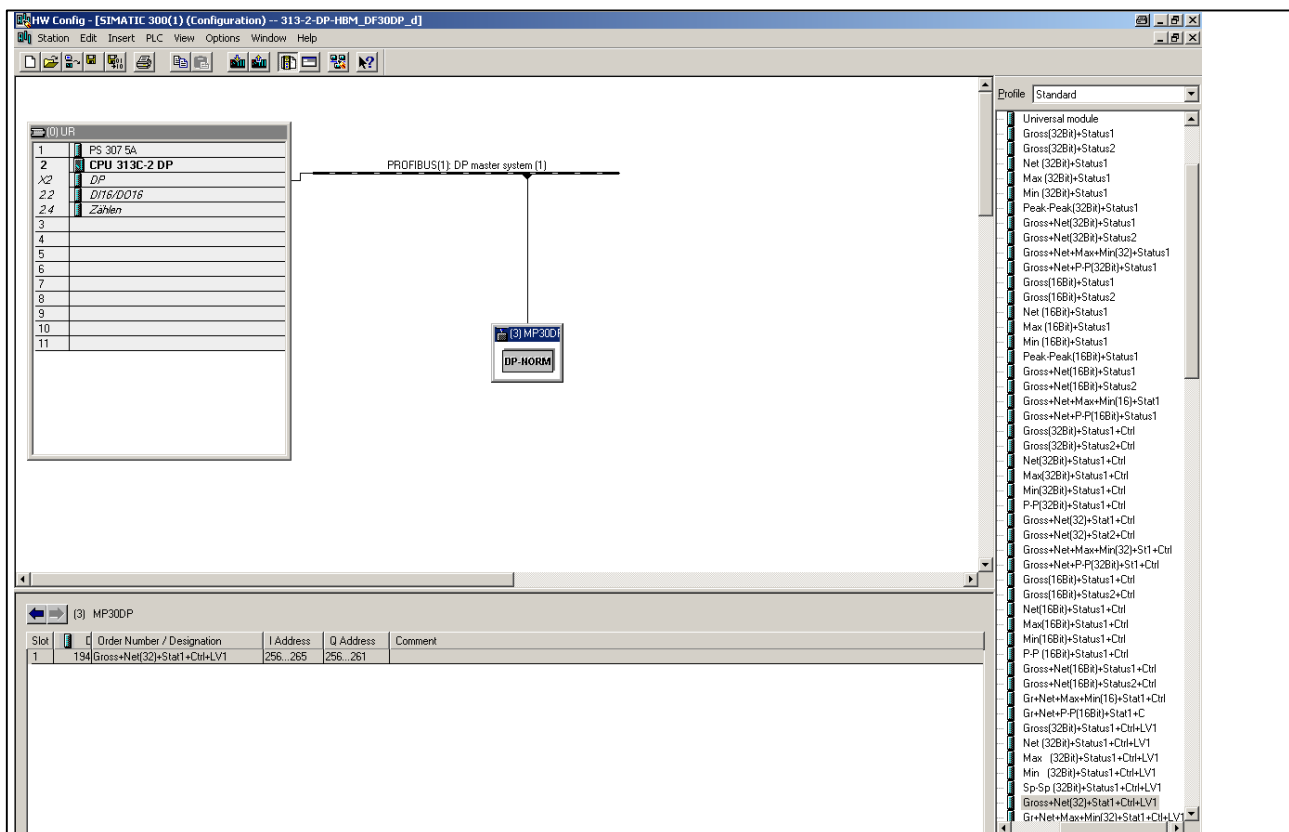 HW Config - [SIMATIC 300(1) (Configuration) -- 313-2-DP-HBM_DF30DP_d]
Station Edit Insert PLC View Options Window Help
(0) UR
1 PS 307 5A
2 CPU 313C-2 DP
X2 DP
2.2 DI16/DO16
2.4 Zählen
3
4
5
6
7
8
9
10
11
PROFIBUS(1): DP master system (1)
(3) MP30DP
DP-NORM
(3) MP30DP
Slot D Order Number / Designation I Address Q Address Comment
1 194 Gross+Net(32)+Stat1+Ctrl+LV1 256...265 256...261
Profile Standard
Universal module
Gross(32Bit)+Status1
Gross(32Bit)+Status2
Net (32Bit)+Status1
Max (32Bit)+Status1
Min (32Bit)+Status1
Peak-Peak(32Bit)+Status1
Gross+Net(32Bit)+Status1
Gross+Net(32Bit)+Status2
Gross+Net+Max+Min(32)+Status1
Gross+Net+P-P(32Bit)+Status1
Gross(16Bit)+Status1
Gross(16Bit)+Status2
Net (16Bit)+Status1
Max (16Bit)+Status1
Min (16Bit)+Status1
Peak-Peak(16Bit)+Status1
Gross+Net(16Bit)+Status1
Gross+Net(16Bit)+Status2
Gross+Net+Max+Min(16)+Stat1
Gross+Net+P-P(16Bit)+Status1
Gross(32Bit)+Status1+Ctrl
Gross(32Bit)+Status2+Ctrl
Net(32Bit)+Status1+Ctrl
Max(32Bit)+Status1+Ctrl
Min(32Bit)+Status1+Ctrl
P-P(32Bit)+Status1+Ctrl
Gross+Net(32)+Stat1+Ctrl
Gross+Net(32)+Stat2+Ctrl
Gross+Net+Max+Min(32)+St1+Ctrl
Gross+Net+P-P(32Bit)+St1+Ctrl
Gross(16Bit)+Status1+Ctrl
Gross(16Bit)+Status2+Ctrl
Net(16Bit)+Status1+Ctrl
Max(16Bit)+Status1+Ctrl
Min(16Bit)+Status1+Ctrl
P-P (16Bit)+Status1+Ctrl
Gross+Net(16Bit)+Status1+Ctrl
Gross+Net(16Bit)+Status2+Ctrl
Gr+Net+Max+Min(16)+Stat1+Ctrl
Gr+Net+P-P(16Bit)+Stat1+C
Gross(32Bit)+Status1+Ctrl+LV1
Net (32Bit)+Status1+Ctrl+LV1
Max (32Bit)+Status1+Ctrl+LV1
Min (32Bit)+Status1+Ctrl+LV1
Sp-Sp (32Bit)+Status1+Ctrl+LV1
Gross+Net(32)+Stat1+Ctrl+LV1
Gr+Net+Max+Min(32)+Stat1+Ctl+LV1